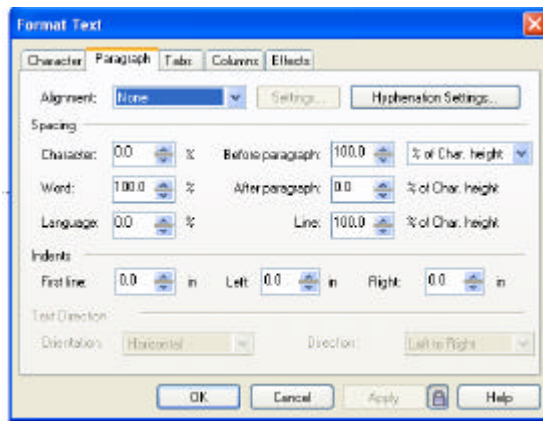 Format Text
Character Paragraph Tabs Columns Effects
Alignment: None Settings... Hyphenation Settings...
Spacing
Character: 0.0 % Before paragraph: 100.0 % of Char. height
Word: 100.0 % After paragraph: 0.0 % of Char. height
Language: 0.0 % Line: 100.0 % of Char. height
Indents
First line: 0.0 in Left: 0.0 in Right: 0.0 in
Text Direction
Orientation: Horizontal Direction: Left to Right
OK Cancel Apply Help